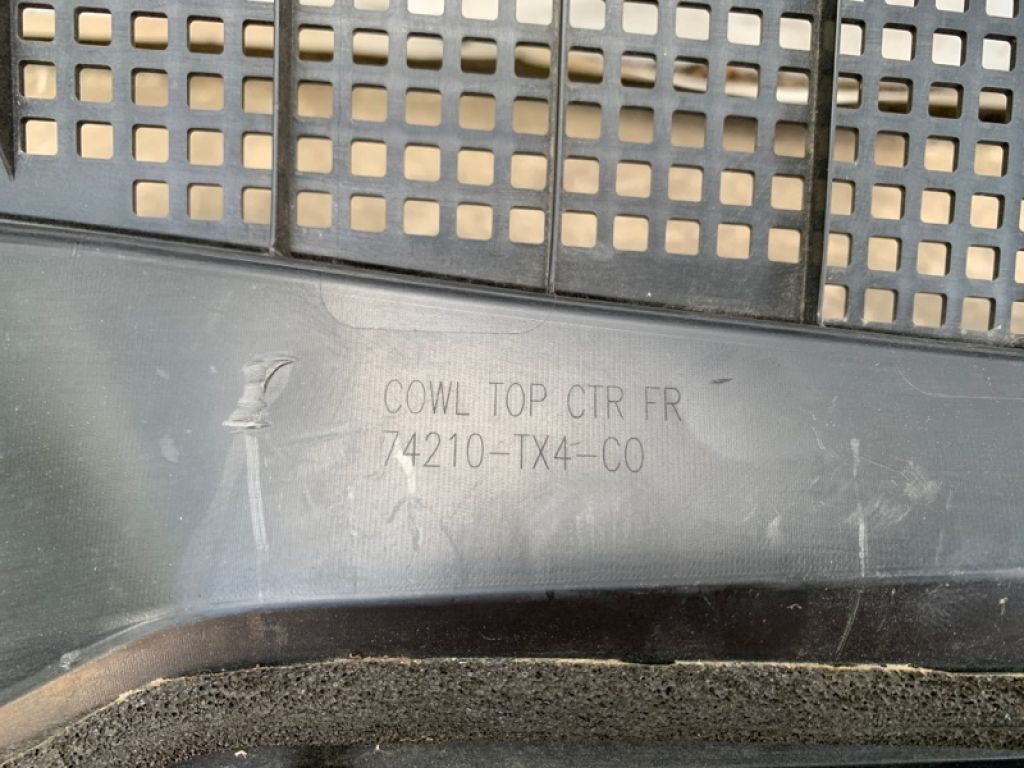 COWL TOP CTR FR
74210-TX4-C0